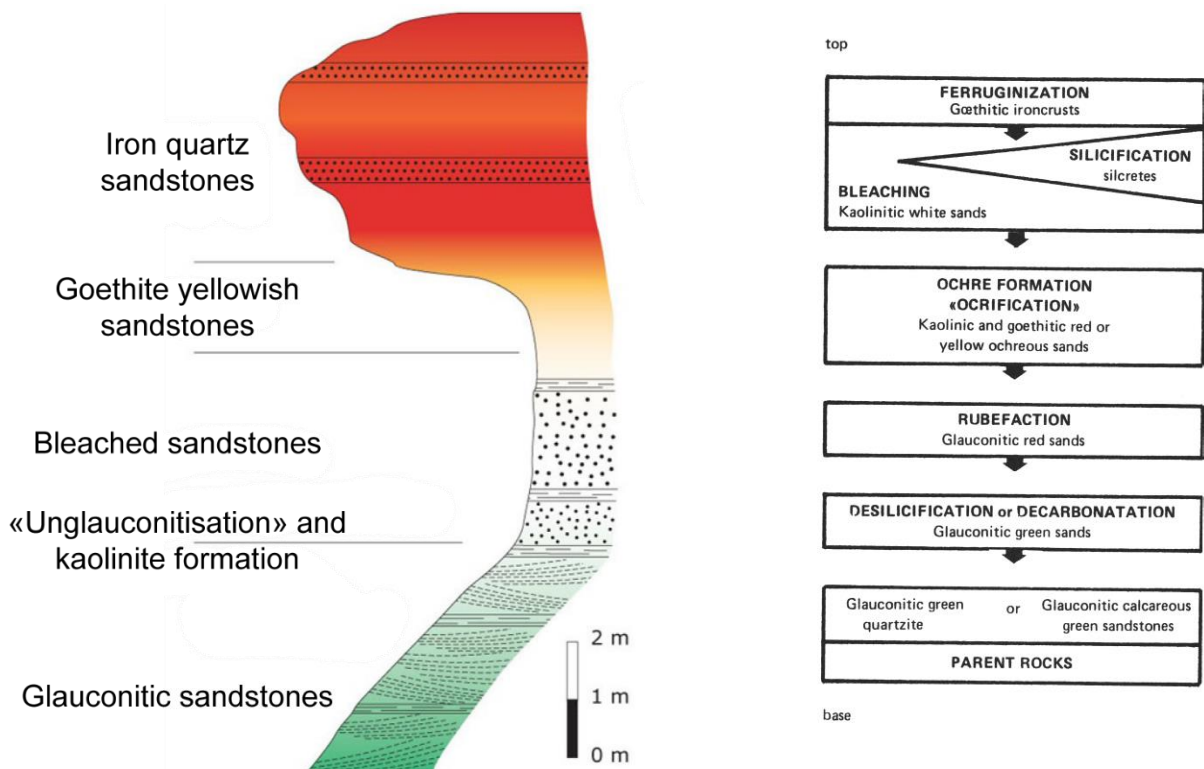 Iron quartz
sandstones
Goethite yellowish
sandstones
Bleached sandstones
«Unglauconitisation» and
kaolinite formation
Glauconitic sandstones
2 m
1 m
0 m
top
FERRUGINIZATION
Gœthitic ironcrusts
SILICIFICATION
silcretes
BLEACHING
Kaolinitic white sands
OCHRE FORMATION
«OCRIFICATION»
Kaolinic and goethitic red or
yellow ochreous sands
RUBEFACTION
Glauconitic red sands
DESILICIFICATION or DECARBONATATION
Glauconitic green sands
Glauconitic green
quartzite
or
Glauconitic calcareous
green sandstones
PARENT ROCKS
base